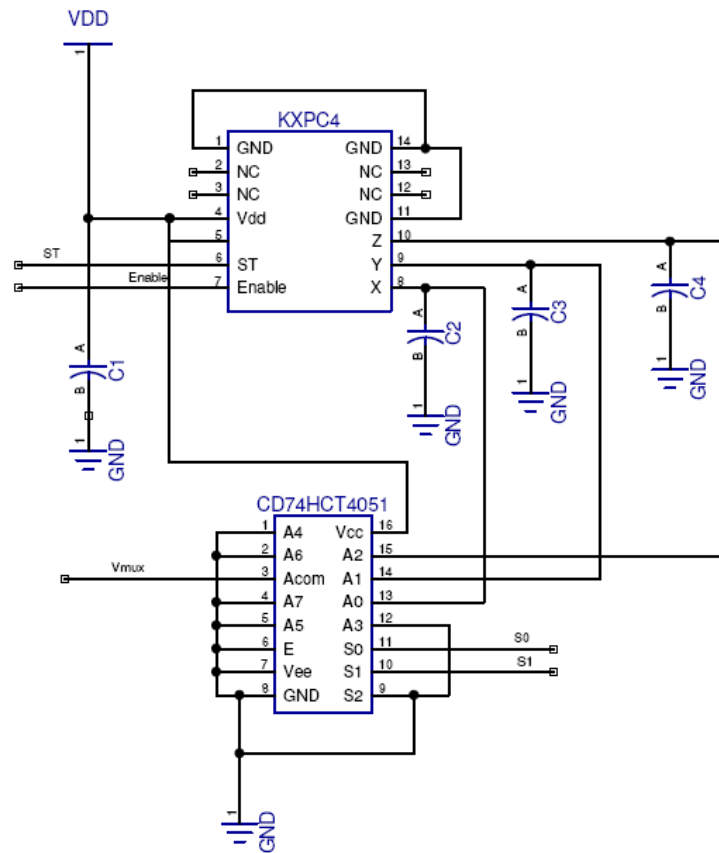 VDD
1
KXPC4
1 GND GND 14
2 NC NC 13
3 NC NC 12
4 Vdd GND 11
5 Z 10
ST 6 ST Y 9
Enable 7 Enable X 8
A C1 B
1 GND
A C2 B
1 GND
A C3 B
1 GND
A C4 B
1 GND
CD74HCT4051
1 A4 Vcc 16
2 A6 A2 15
Vmux 3 Acom A1 14
4 A7 A0 13
5 A5 A3 12
6 E S0 11 S0
7 Vee S1 10 S1
8 GND S2 9
1 GND